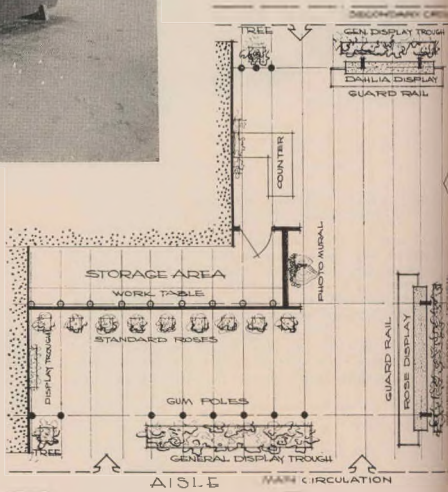 TREE
GEN. DISPLAY TROUGH
DAHLIA DISPLAY
GUARD RAIL
COUNTER
PHOTO MURAL
STORAGE AREA
WORK TABLE
STANDARD ROSES
DISPLAY TROUGH
GUARD RAIL
ROSE DISPLAY
GUM POLES
TREE
GENERAL DISPLAY TROUGH
AISLE
CIRCULATION